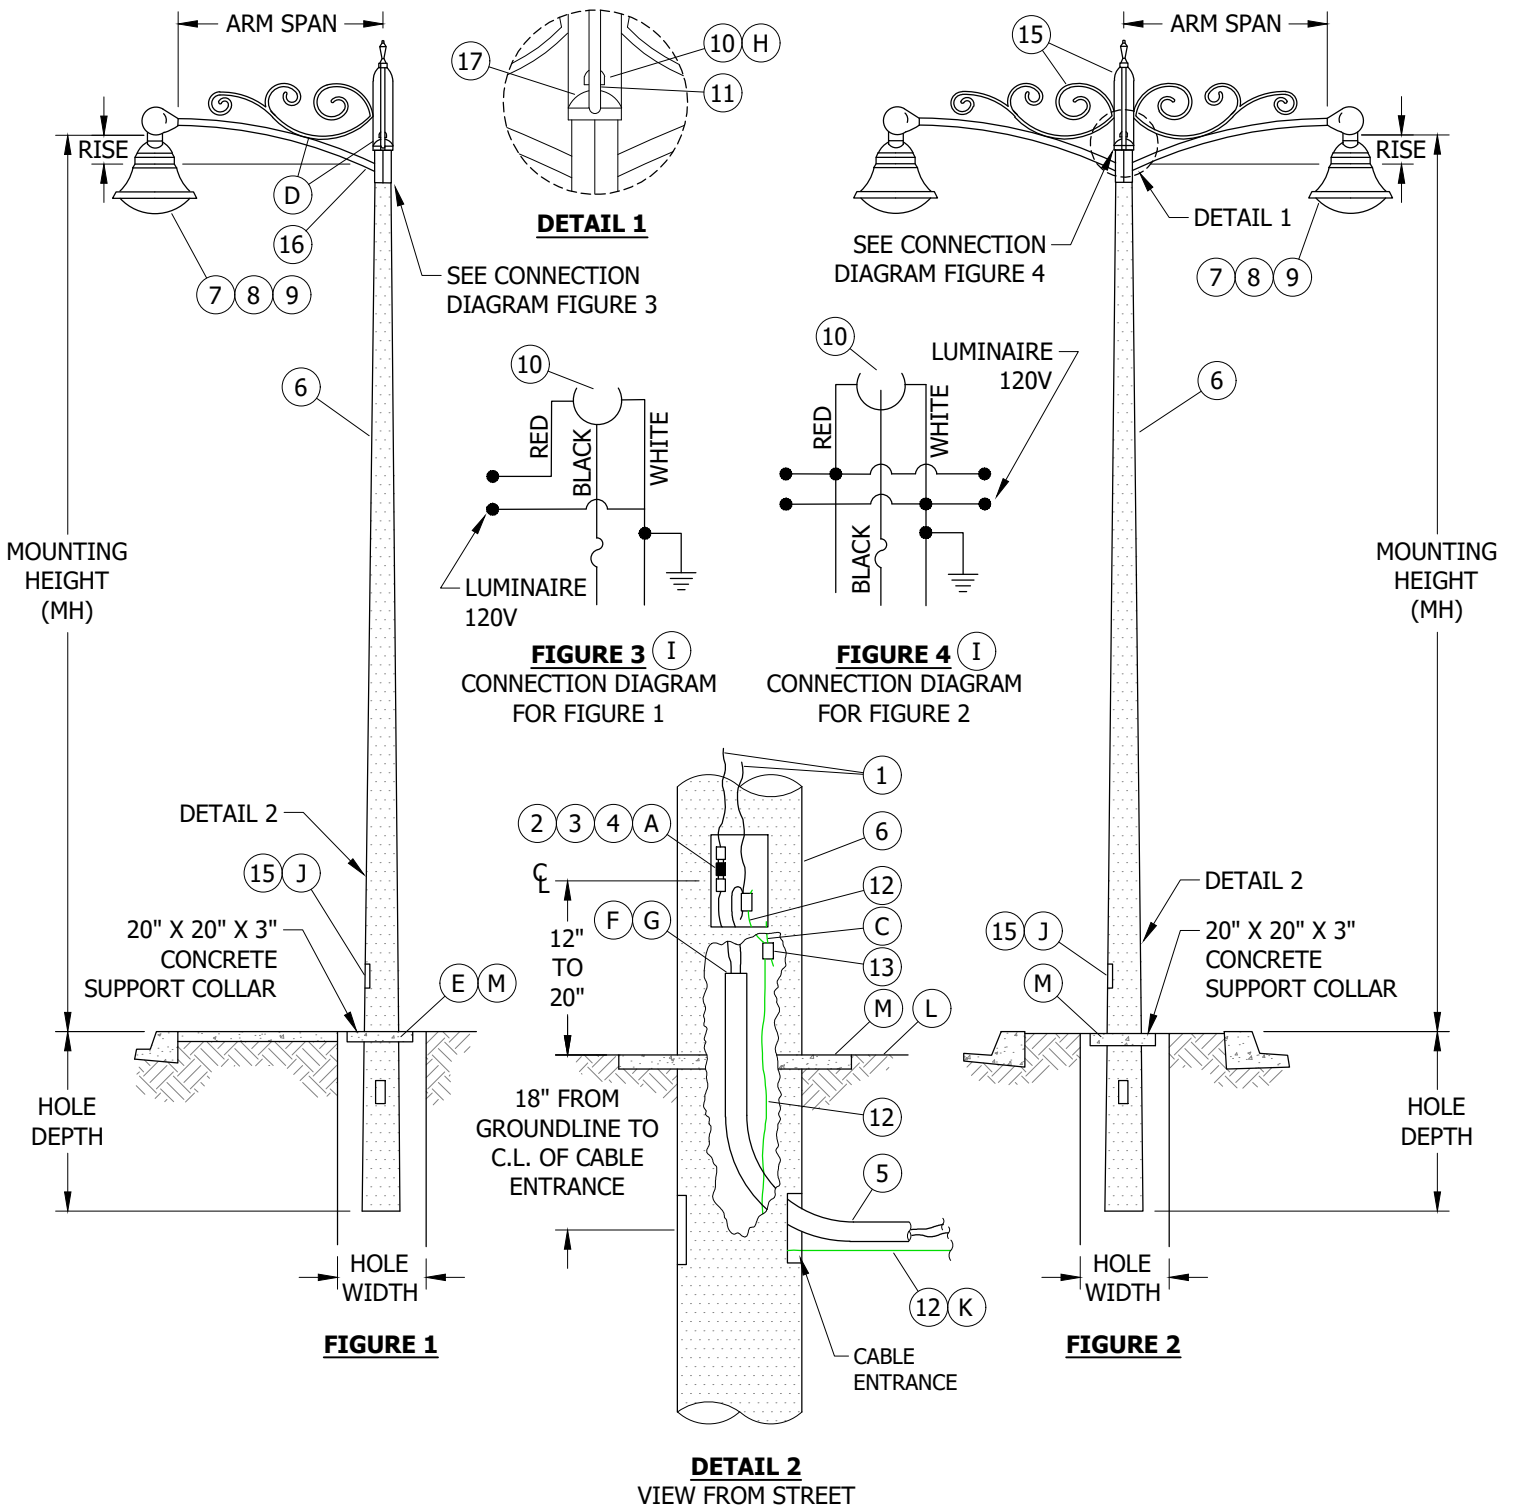 ARM SPAN
RISE
D
16
7 8 9
SEE CONNECTION
DIAGRAM FIGURE 3
6
MOUNTING
HEIGHT
(MH)
DETAIL 2
15 J
20" X 20" X 3"
CONCRETE
SUPPORT COLLAR
E M
HOLE
DEPTH
HOLE
WIDTH
FIGURE 1
17
10 H
11
DETAIL 1
10
RED
BLACK
WHITE
LUMINAIRE
120V
FIGURE 3 I
CONNECTION DIAGRAM
FOR FIGURE 1
10
LUMINAIRE
120V
RED
WHITE
BLACK
FIGURE 4 I
CONNECTION DIAGRAM
FOR FIGURE 2
1
2 3 4 A
6
CL
12
F G
C
12"
TO
20"
13
M L
18" FROM
GROUNDLINE TO
C.L. OF CABLE
ENTRANCE
12
5
12 K
CABLE
ENTRANCE
DETAIL 2
VIEW FROM STREET
15
ARM SPAN
RISE
DETAIL 1
SEE CONNECTION
DIAGRAM FIGURE 4
7 8 9
6
MOUNTING
HEIGHT
(MH)
DETAIL 2
15 J
20" X 20" X 3"
CONCRETE
SUPPORT COLLAR
M
HOLE
DEPTH
HOLE
WIDTH
FIGURE 2